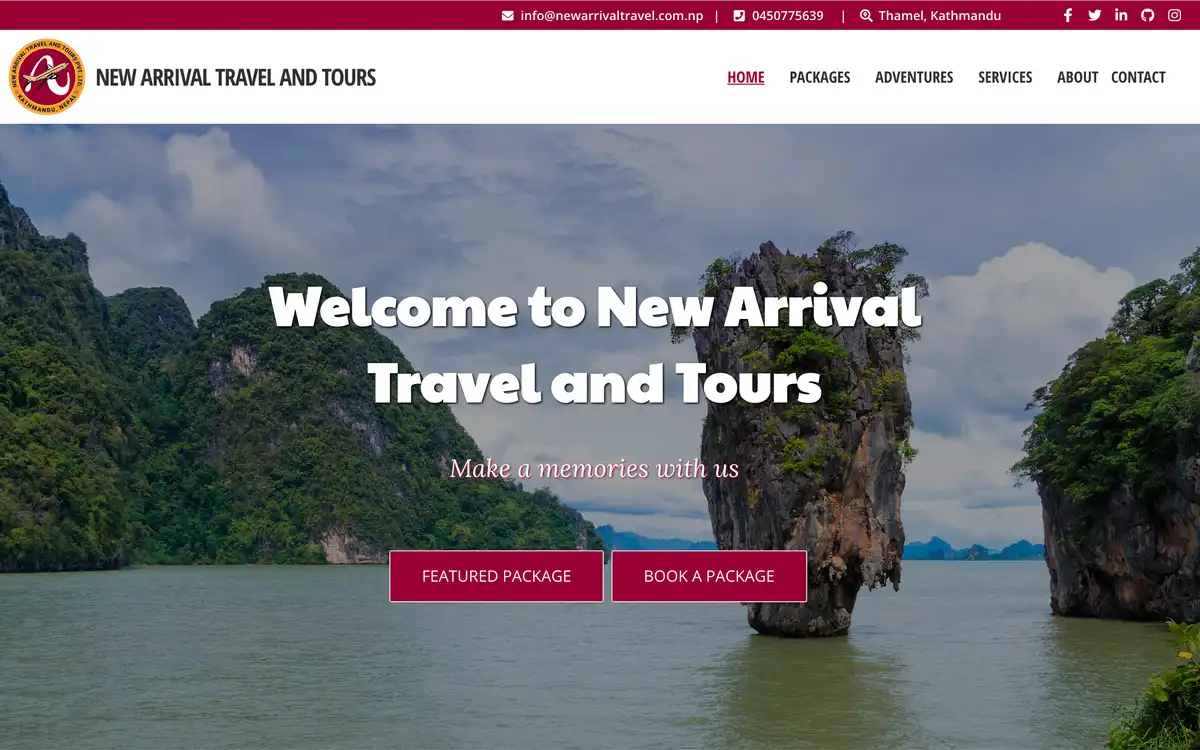 info@newarrivaltravel.com.np | 0450775639 | Thamel, Kathmandu
NEW ARRIVAL TRAVEL AND TOURS PVT. LTD.
KATHMANDU, NEPAL
NEW ARRIVAL TRAVEL AND TOURS
HOME PACKAGES ADVENTURES SERVICES ABOUT CONTACT
Welcome to New Arrival
Travel and Tours
Make a memories with us
FEATURED PACKAGE BOOK A PACKAGE